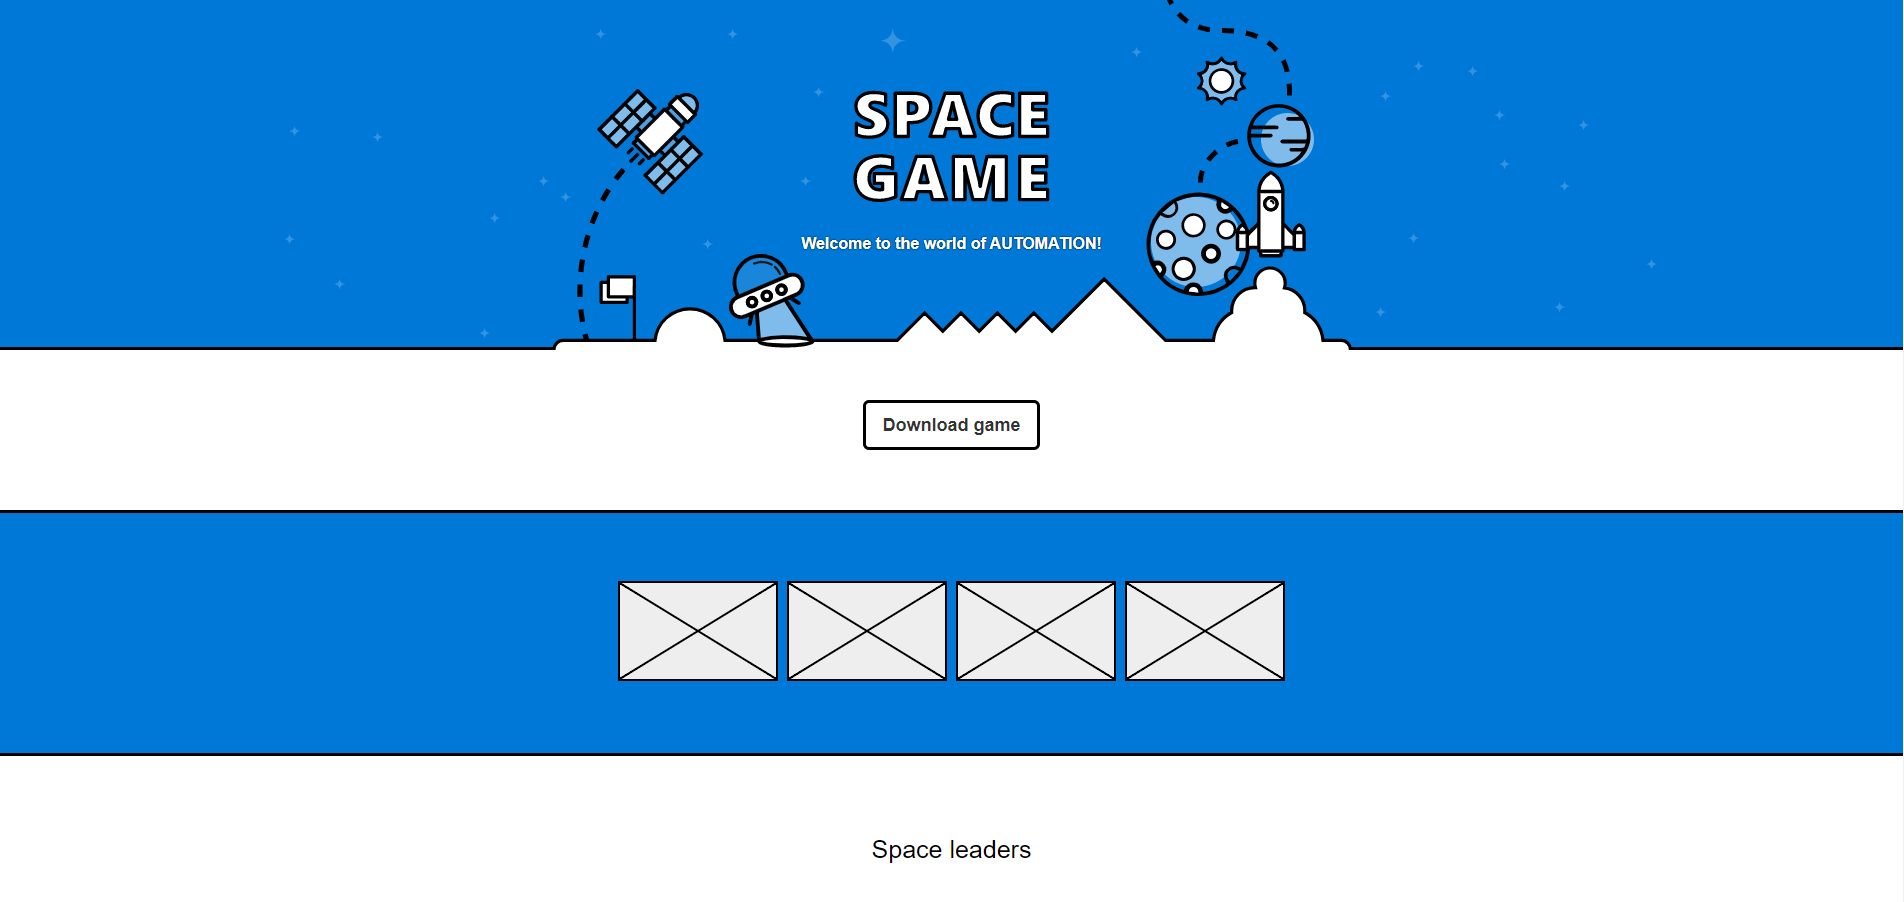 SPACE
GAME
Welcome to the world of AUTOMATION!
Download game
Space leaders